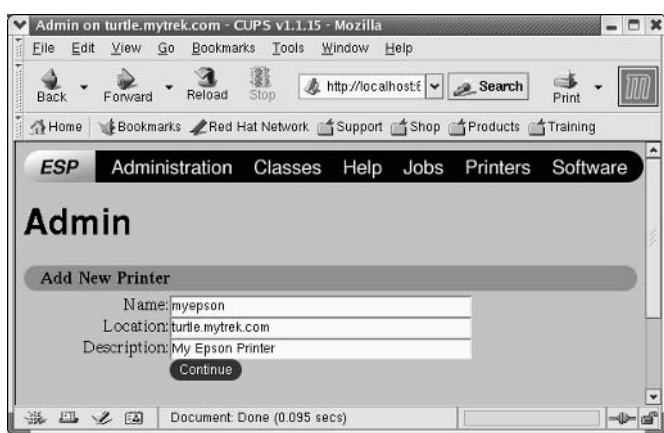 Admin on turtle.mytrek.com - CUPS v1.1.15 - Mozilla
File Edit View Go Bookmarks Tools Window Help
Back Forward Reload Stop http://localhost:6 Search Print
Home Bookmarks Red Hat Network Support Shop Products Training
ESP Administration Classes Help Jobs Printers Software
Admin
Add New Printer
Name: myepson
Location: turtle.mytrek.com
Description: My Epson Printer
Continue
Document: Done (0.095 secs)